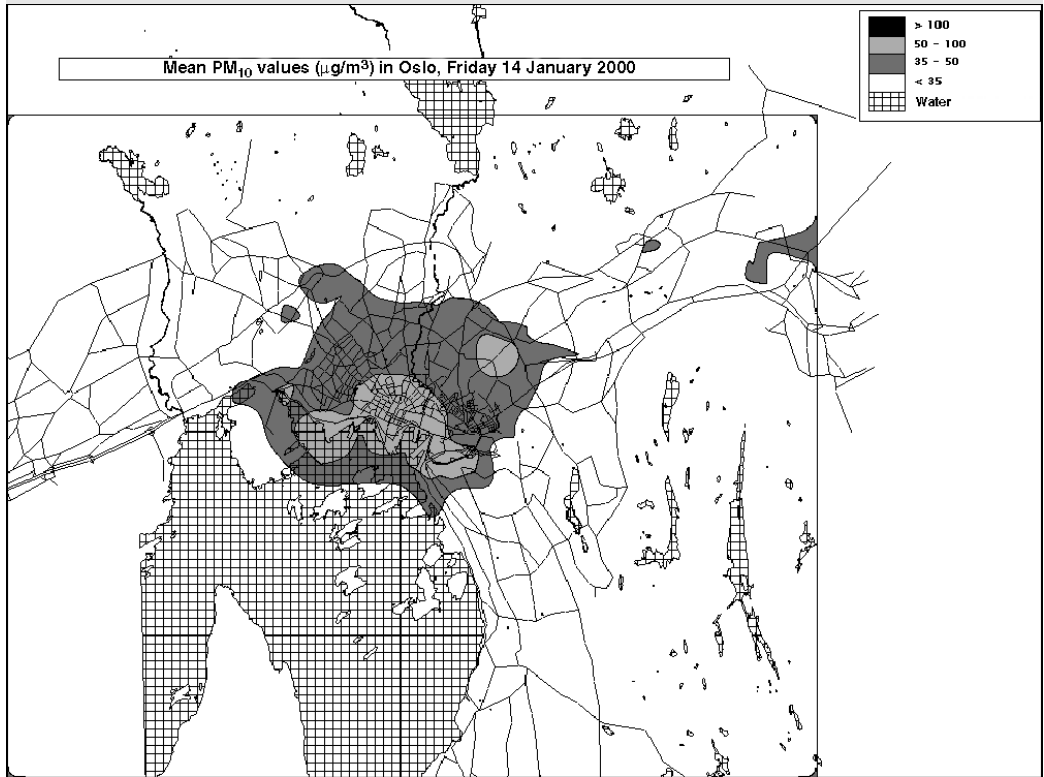 Mean PM₁₀ values (µg/m³) in Oslo, Friday 14 January 2000
> 100
50 - 100
35 - 50
< 35
Water